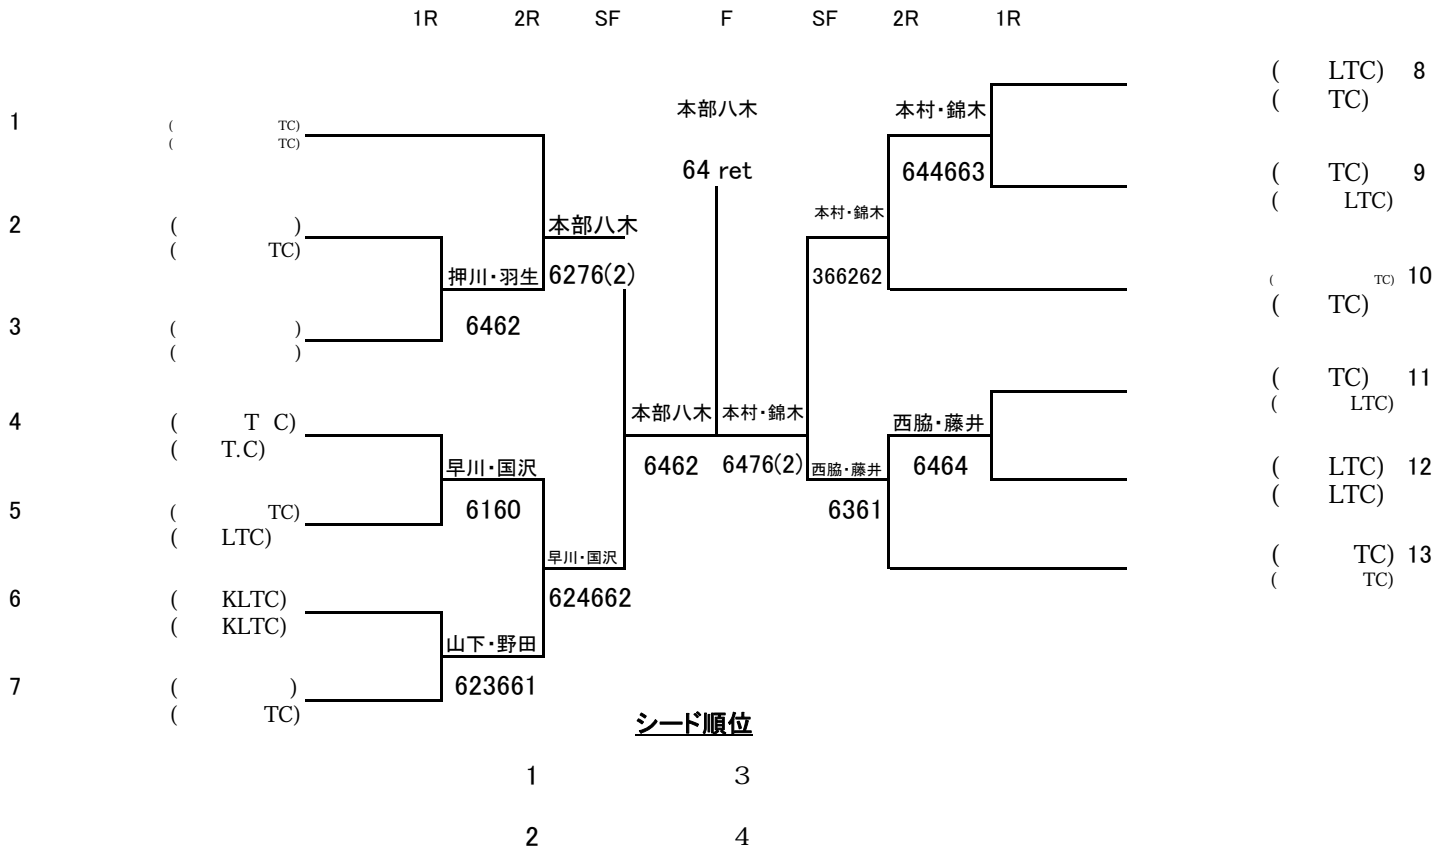 1R 2R SF F SF 2R 1R
( LTC) 8
( TC)
本部八木
本村・錦木
1 ( TC)
( TC)
64 ret
644663
( TC) 9
( LTC)
2 ( )
( TC)
本部八木
本村・錦木
押川・羽生
6276(2)
366262
( TC) 10
( TC)
3 ( )
( )
6462
( TC) 11
( LTC)
4 ( T C)
( T.C)
本部八木
本村・錦木
西脇・藤井
早川・国沢
6462
6476(2)
西脇・藤井
6464
( LTC) 12
( LTC)
5 ( TC)
( LTC)
6160
6361
早川・国沢
( TC) 13
( TC)
6 ( KLTC)
( KLTC)
624662
山下・野田
7 ( )
( TC)
623661
シード順位
1 3
2 4